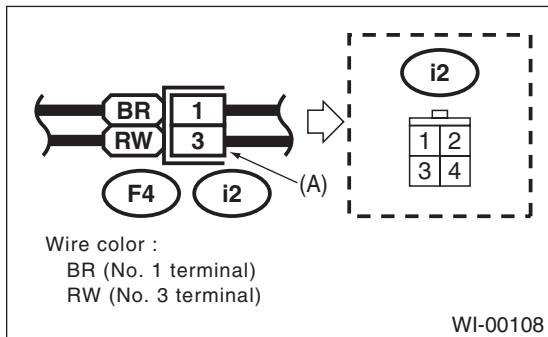 i2
BR 1
RW 3
1 2
3 4
F4 i2 (A)
Wire color :
BR (No. 1 terminal)
RW (No. 3 terminal)
WI-00108